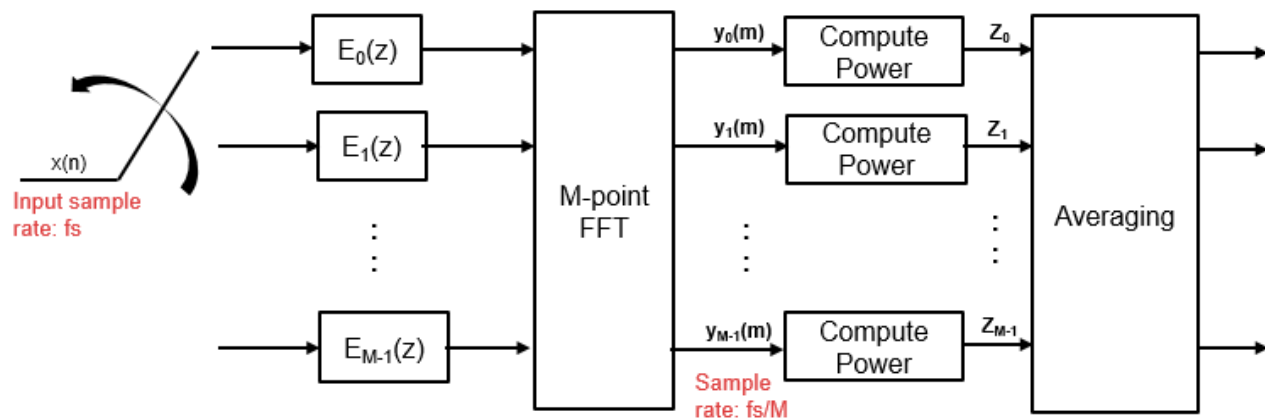 x(n)
Input sample
rate: fs
E₀(z)
E₁(z)
⋮
⋮
Eₘ₋₁(z)
M-point
FFT
y₀(m)
y₁(m)
⋮
⋮
yₘ₋₁(m)
Sample
rate: fs/M
Compute
Power
Compute
Power
Compute
Power
Z₀
Z₁
⋮
⋮
Zₘ₋₁
Averaging